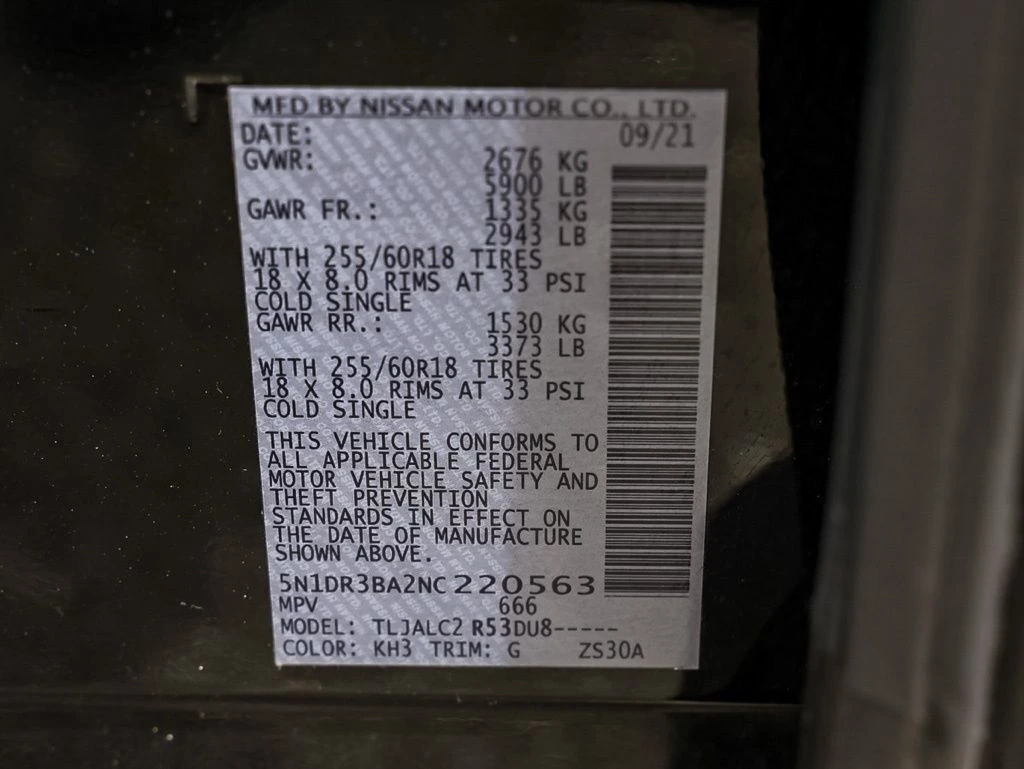 MFD BY NISSAN MOTOR CO., LTD.
DATE: 09/21
GVWR: 2676 KG
5900 LB
GAWR FR.: 1335 KG
2943 LB
WITH 255/60R18 TIRES
18 X 8.0 RIMS AT 33 PSI
COLD SINGLE
GAWR RR.: 1530 KG
3373 LB
WITH 255/60R18 TIRES
18 X 8.0 RIMS AT 33 PSI
COLD SINGLE
THIS VEHICLE CONFORMS TO
ALL APPLICABLE FEDERAL
MOTOR VEHICLE SAFETY AND
THEFT PREVENTION
STANDARDS IN EFFECT ON
THE DATE OF MANUFACTURE
SHOWN ABOVE.
5N1DR3BA2NC220563
MPV 666
MODEL: TLJALC2 R53DU8-----
COLOR: KH3 TRIM: G ZS30A